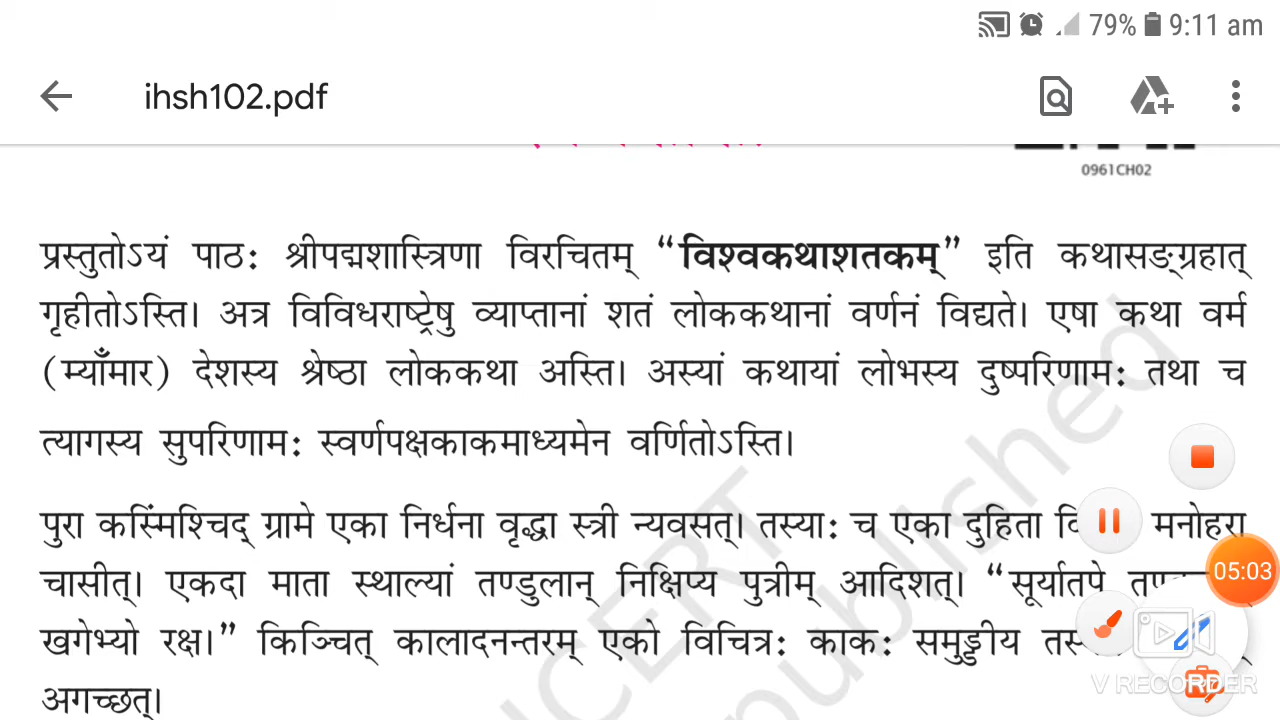 79% 9:11 am
ihsh102.pdf
0961CH02
प्रस्तुतोऽयं पाठः श्रीपद्मशास्त्रिणा विरचितम् “विश्वकथाशतकम्” इति कथासङ्ग्रहात्
गृहीतोऽस्ति। अत्र विविधराष्ट्रेषु व्याप्तानां शतं लोककथानां वर्णनं विद्यते। एषा कथा वर्म
(म्याँमार) देशस्य श्रेष्ठा लोककथा अस्ति। अस्यां कथायां लोभस्य दुष्परिणामः तथा च
त्यागस्य सुपरिणामः स्वर्णपक्षकाकमाध्यमेन वर्णितोऽस्ति।
पुरा कस्मिंश्चिद् ग्रामे एका निर्धना वृद्धा स्त्री न्यवसत्। तस्याः च एका दुहिता मनोहरा
चासीत्। एकदा माता स्थाल्यां तण्डुलान् निक्षिप्य पुत्रीम् आदिशत्। “सूर्यातपे
05:03
खगेभ्यो रक्ष।” किञ्चित् कालादनन्तरम् एको विचित्रः काकः समुड्डीय
V RECORDER
अगच्छत्।
NCERT
published